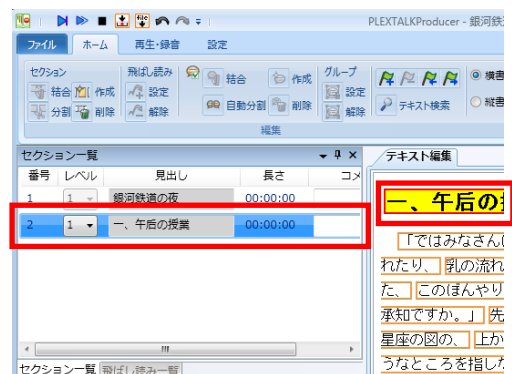 PLEXTALKProducer - 銀河鉄
ファイル ホーム 再生・録音 設定
セクション 飛ばし読み グループ
結合 作成 設定 結合 作成 設定 横書
分割 削除 解除 自動分割 削除 解除 テキスト検索 縦書
編集
セクション一覧 テキスト編集
番号 レベル 見出し 長さ コメ
1 1 銀河鉄道の夜 00:00:00
2 1 一、午后の授業 00:00:00
一、午后の
「ではみなさんは
れたり、 乳の流れ
た、 このぼんやり
承知ですか。」 先
星座の図の、 上か
うなところを指した
セクション一覧 飛ばし読み一覧